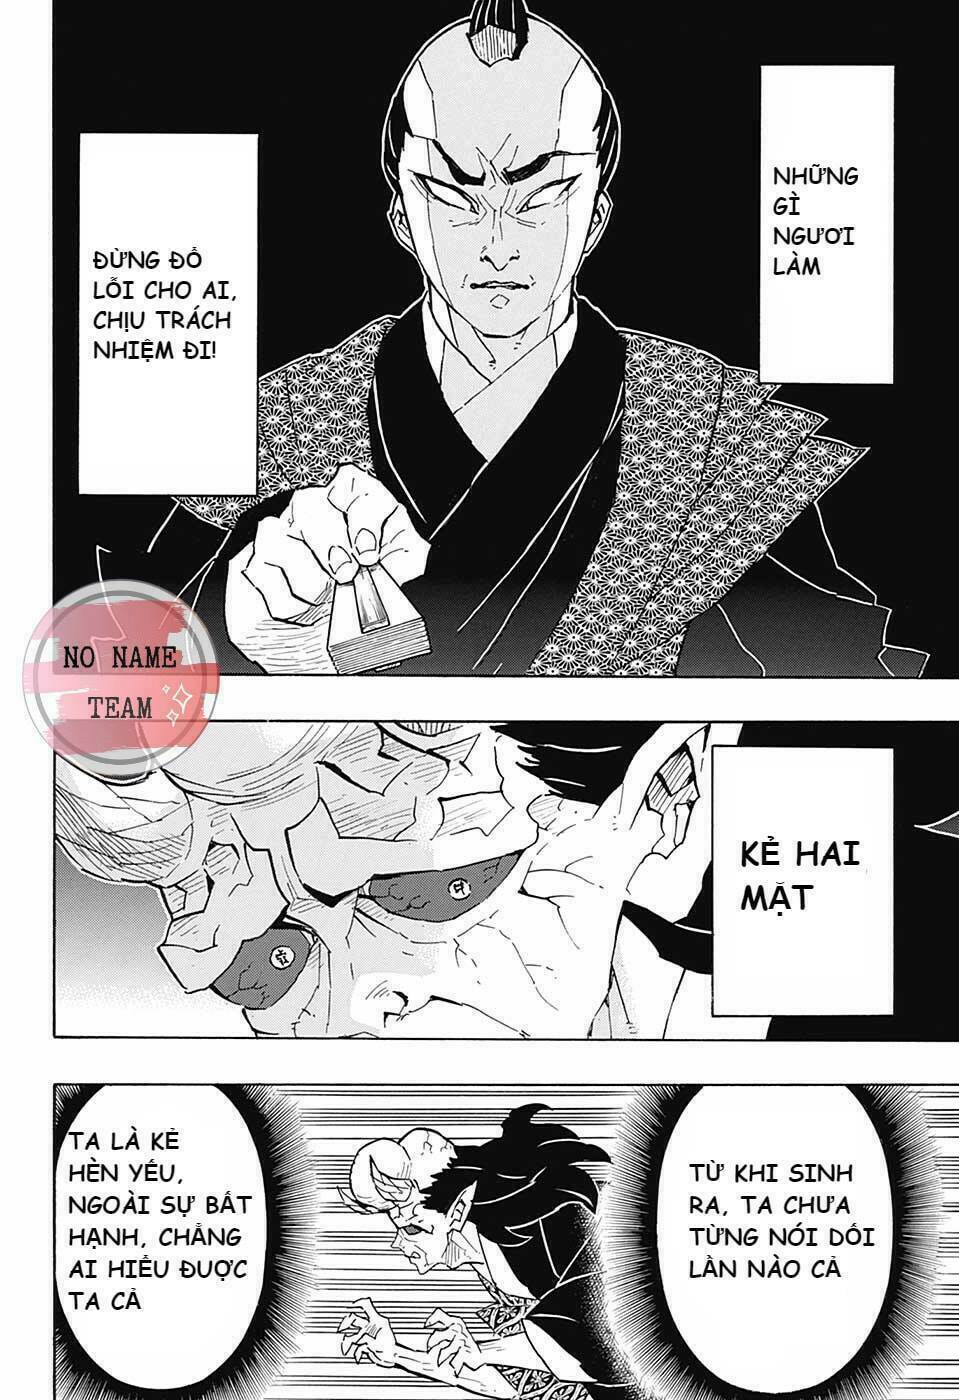 NHỮNG
GÌ
NGƯƠI
LÀM
ĐỪNG ĐỔ
LỖI CHO AI,
CHỊU TRÁCH
NHIỆM ĐI!
NO NAME
TEAM
KẺ HAI
MẶT
TỪ KHI SINH
RA, TA CHƯA
TỪNG NÓI DỐI
LẦN NÀO CẢ
TA LÀ KẺ
HÈN YẾU,
NGOÀI SỰ BẤT
HẠNH, CHẲNG
AI HIỂU ĐUỢC
TA CẢ